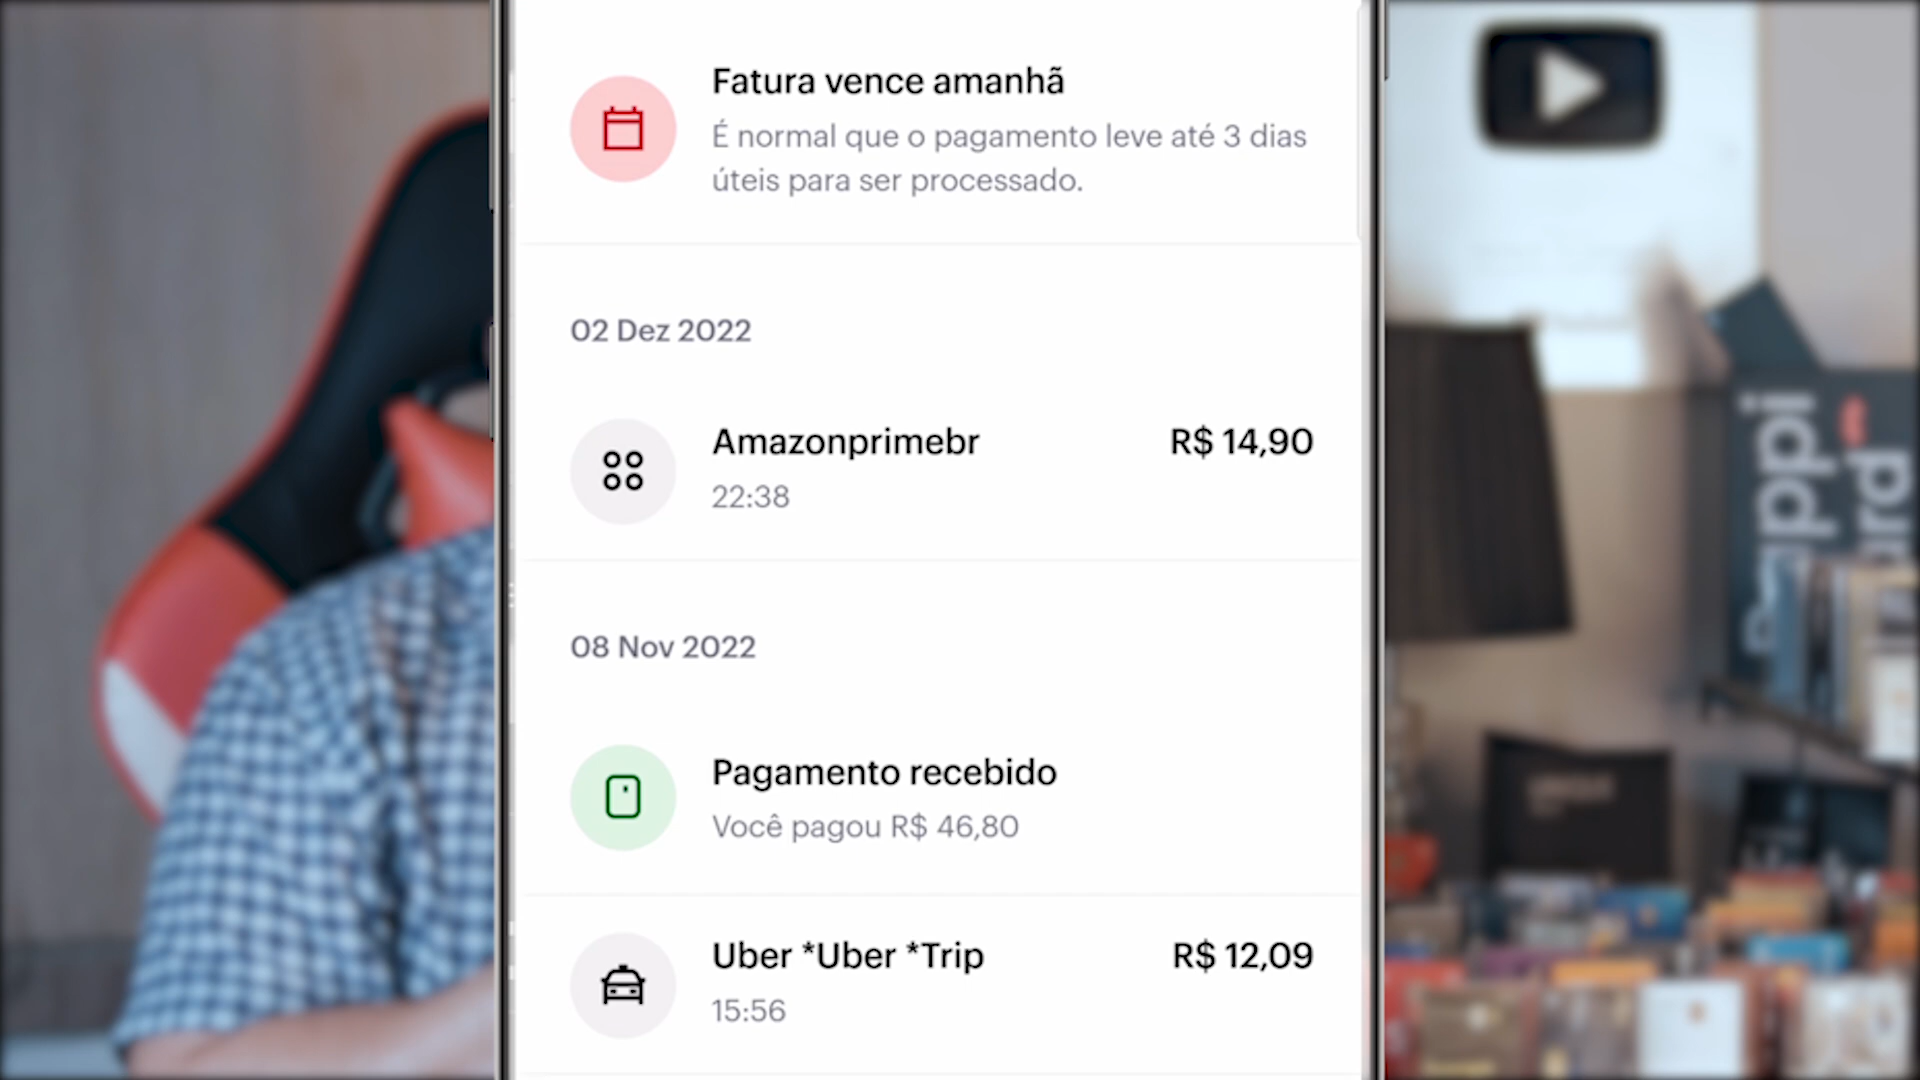 Fatura vence amanhã
É normal que o pagamento leve até 3 dias
úteis para ser processado.
02 Dez 2022
Amazonprimebr
R$ 14,90
22:38
08 Nov 2022
Pagamento recebido
Você pagou R$ 46,80
Uber *Uber *Trip
R$ 12,09
15:56